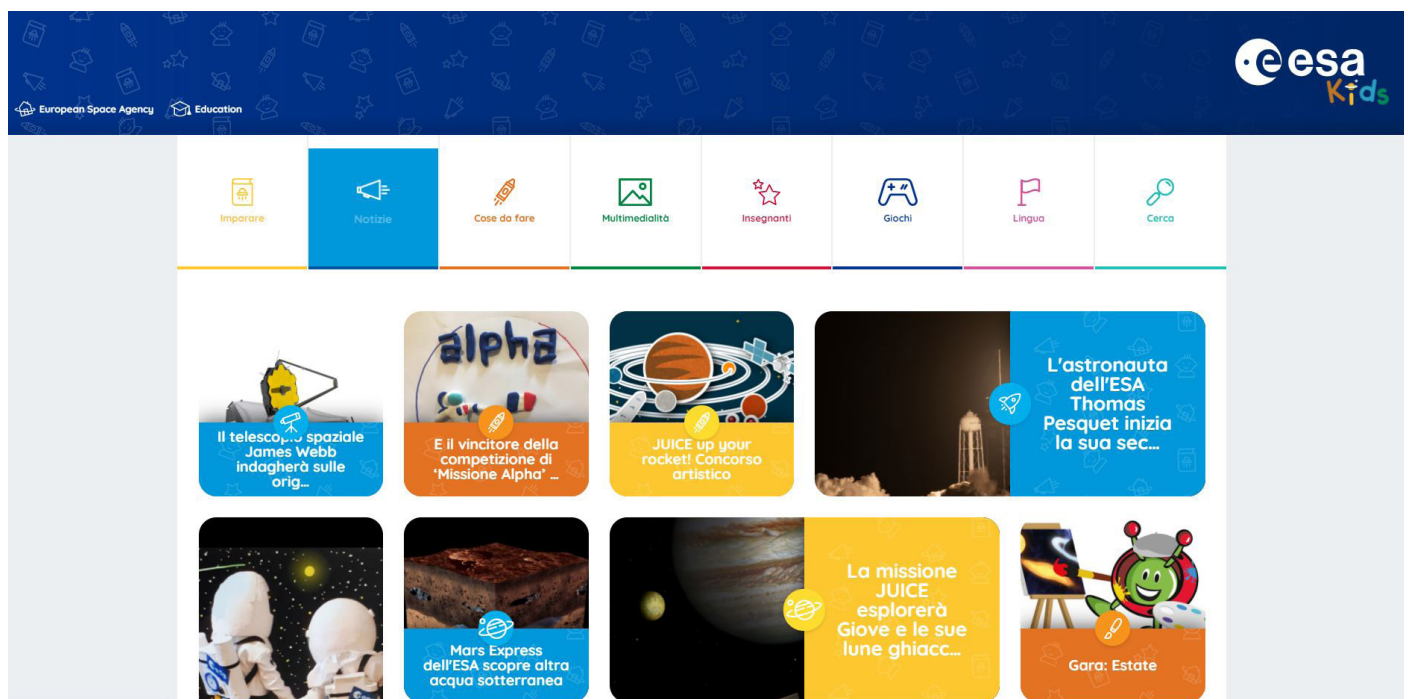 esa
Kids
European Space Agency
Education
Imparare
Notizie
Cose da fare
Multimedialità
Insegnanti
Giochi
Lingua
Cerca
Il telescopio spaziale
James Webb
indagherà sulle
orig...
alpha
E il vincitore della
competizione di
‘Missione Alpha’ ...
JUICE up your
rocket! Concorso
artistico
L'astronauta
dell'ESA
Thomas
Pesquet inizia
la sua sec...
Mars Express
dell'ESA scopre altra
acqua sotterranea
La missione
JUICE
esplorerà
Giove e le sue
lune ghiacc...
Gara: Estate